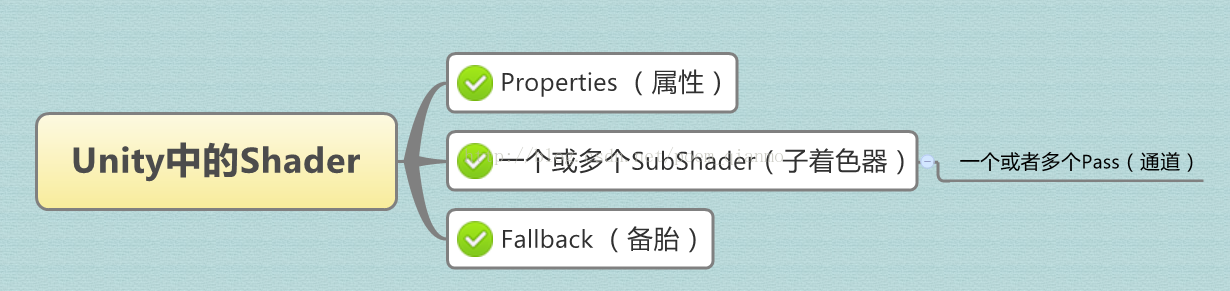 Unity中的Shader
Properties（属性）
一个或多个SubShader（子着色器）
一个或者多个Pass（通道）
Fallback（备胎）